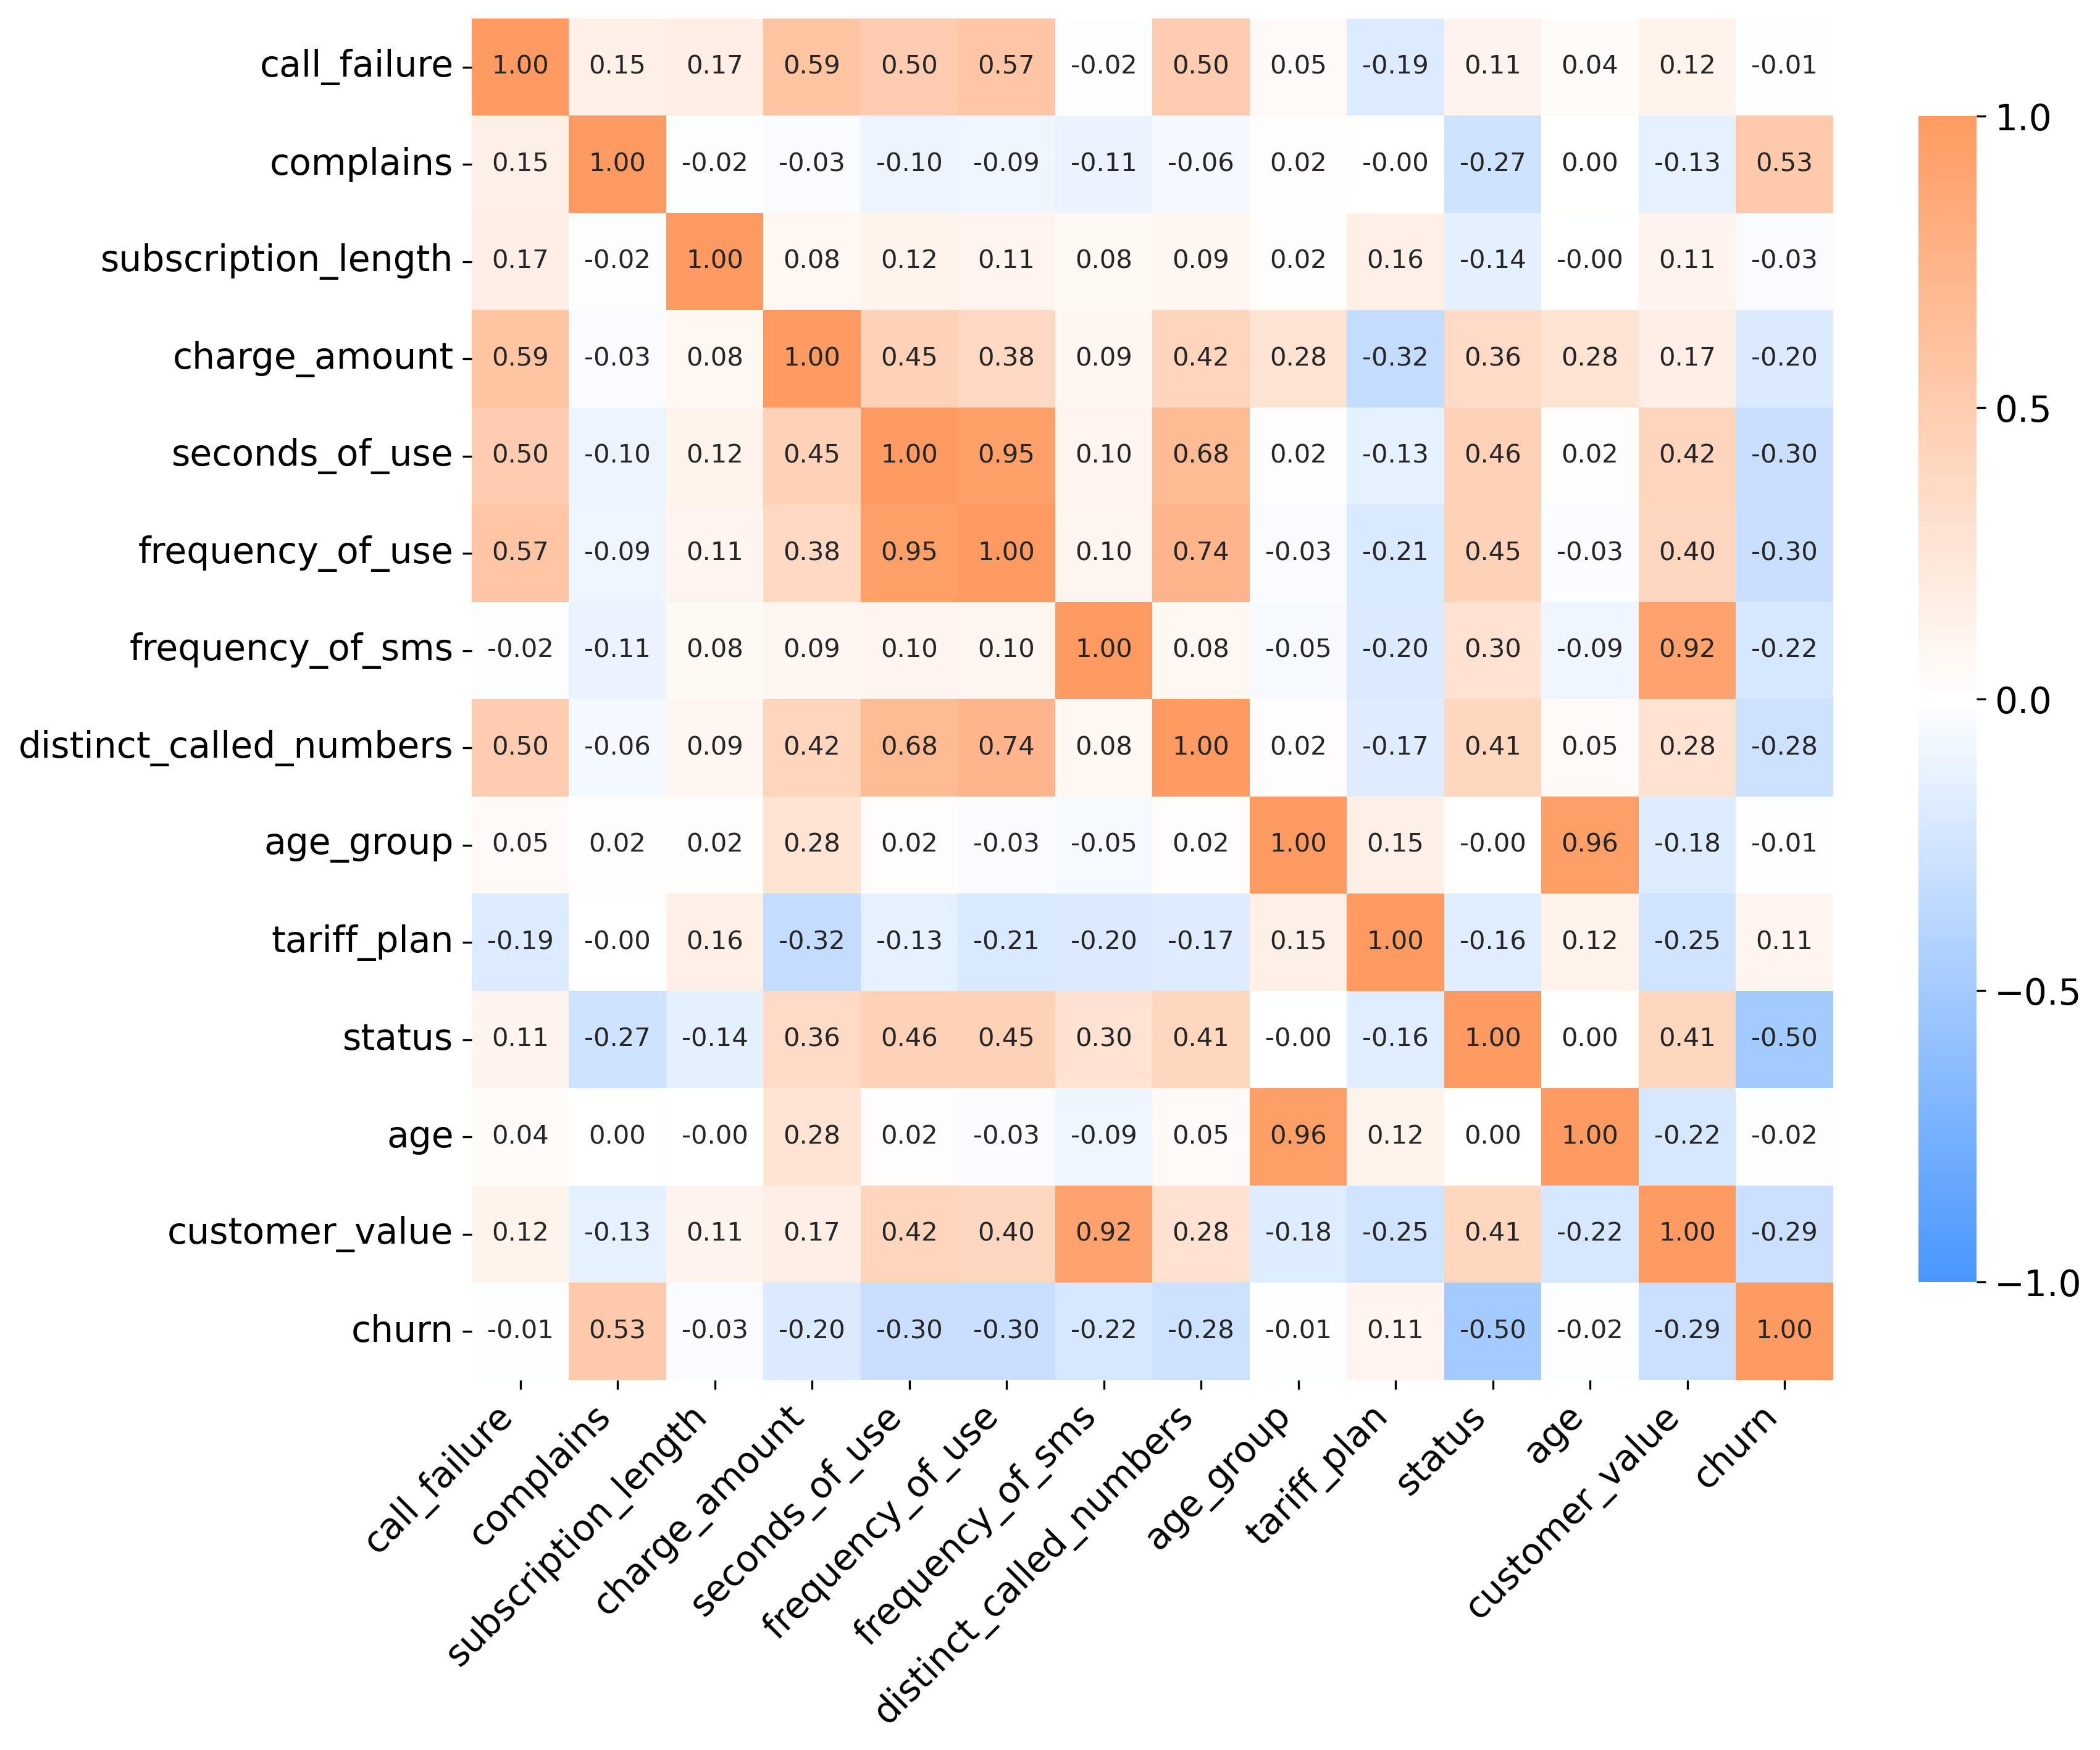 call_failure 1.00 0.15 0.17 0.59 0.50 0.57 -0.02 0.50 0.05 -0.19 0.11 0.04 0.12 -0.01
complains 0.15 1.00 -0.02 -0.03 -0.10 -0.09 -0.11 -0.06 0.02 -0.00 -0.27 0.00 -0.13 0.53
subscription_length 0.17 -0.02 1.00 0.08 0.12 0.11 0.08 0.09 0.02 0.16 -0.14 -0.00 0.11 -0.03
charge_amount 0.59 -0.03 0.08 1.00 0.45 0.38 0.09 0.42 0.28 -0.32 0.36 0.28 0.17 -0.20
seconds_of_use 0.50 -0.10 0.12 0.45 1.00 0.95 0.10 0.68 0.02 -0.13 0.46 0.02 0.42 -0.30
frequency_of_use 0.57 -0.09 0.11 0.38 0.95 1.00 0.10 0.74 -0.03 -0.21 0.45 -0.03 0.40 -0.30
frequency_of_sms -0.02 -0.11 0.08 0.09 0.10 0.10 1.00 0.08 -0.05 -0.20 0.30 -0.09 0.92 -0.22
distinct_called_numbers 0.50 -0.06 0.09 0.42 0.68 0.74 0.08 1.00 0.02 -0.17 0.41 0.05 0.28 -0.28
age_group 0.05 0.02 0.02 0.28 0.02 -0.03 -0.05 0.02 1.00 0.15 -0.00 0.96 -0.18 -0.01
tariff_plan -0.19 -0.00 0.16 -0.32 -0.13 -0.21 -0.20 -0.17 0.15 1.00 -0.16 0.12 -0.25 0.11
status 0.11 -0.27 -0.14 0.36 0.46 0.45 0.30 0.41 -0.00 -0.16 1.00 0.00 0.41 -0.50
age 0.04 0.00 -0.00 0.28 0.02 -0.03 -0.09 0.05 0.96 0.12 0.00 1.00 -0.22 -0.02
customer_value 0.12 -0.13 0.11 0.17 0.42 0.40 0.92 0.28 -0.18 -0.25 0.41 -0.22 1.00 -0.29
churn -0.01 0.53 -0.03 -0.20 -0.30 -0.30 -0.22 -0.28 -0.01 0.11 -0.50 -0.02 -0.29 1.00
call_failure
complains
subscription_length
charge_amount
seconds_of_use
frequency_of_use
frequency_of_sms
distinct_called_numbers
age_group
tariff_plan
status
age
customer_value
churn
1.0
0.5
0.0
−0.5
−1.0